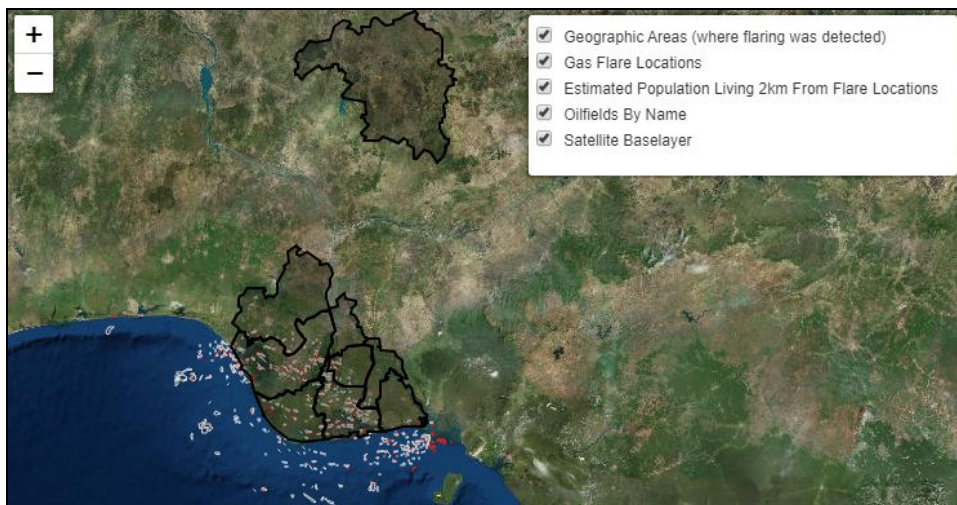 +
−
Geographic Areas (where flaring was detected)
Gas Flare Locations
Estimated Population Living 2km From Flare Locations
Oilfields By Name
Satellite Baselayer